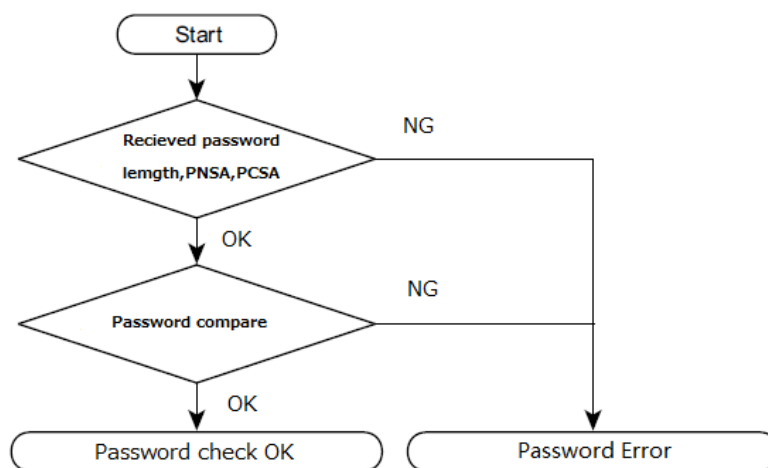 Start
NG
Recieved password
lemgth,PNSA,PCSA
OK
NG
Password compare
OK
Password check OK
Password Error